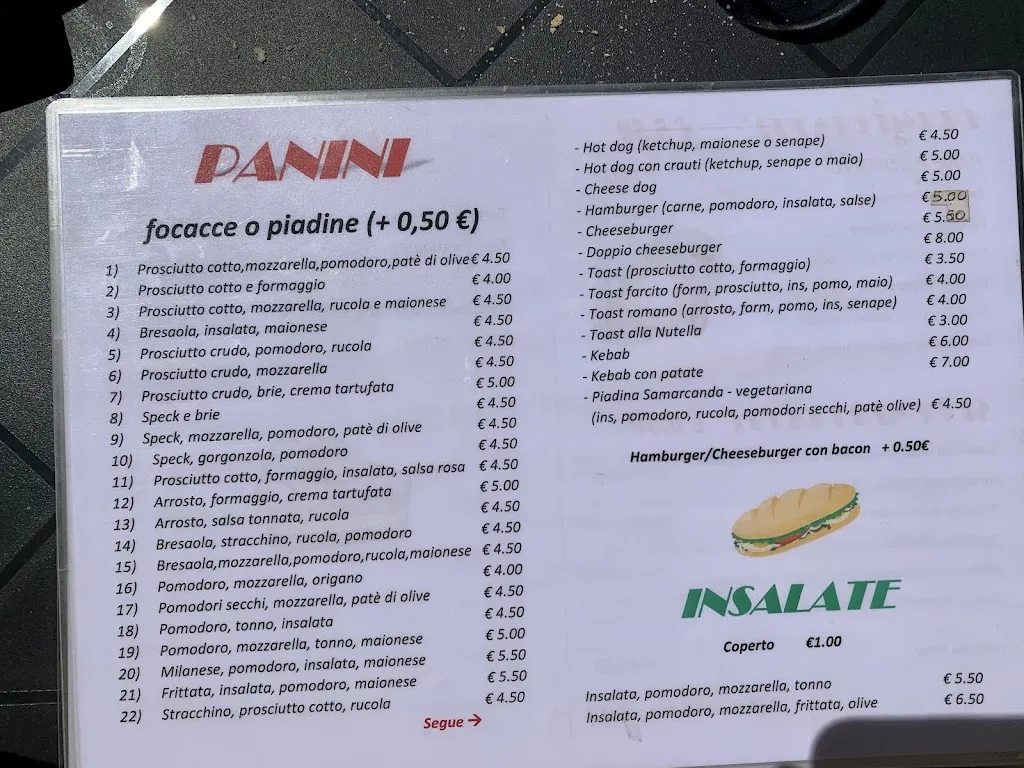 PANINI
focacce o piadine (+ 0,50 €)
1) Prosciutto cotto,mozzarella,pomodoro,patè di olive € 4.50
2) Prosciutto cotto e formaggio € 4.00
3) Prosciutto cotto, mozzarella, rucola e maionese € 4.50
4) Bresaola, insalata, maionese € 4.50
5) Prosciutto crudo, pomodoro, rucola € 4.50
6) Prosciutto crudo, mozzarella € 4.50
7) Prosciutto crudo, brie, crema tartufata € 5.00
8) Speck e brie € 4.50
9) Speck, mozzarella, pomodoro, patè di olive € 4.50
10) Speck, gorgonzola, pomodoro € 4.50
11) Prosciutto cotto, formaggio, insalata, salsa rosa € 4.50
12) Arrosto, formaggio, crema tartufata € 5.00
13) Arrosto, salsa tonnata, rucola € 4.50
14) Bresaola, stracchino, rucola, pomodoro € 4.50
15) Bresaola,mozzarella,pomodoro,rucola,maionese € 4.50
16) Pomodoro, mozzarella, origano € 4.00
17) Pomodori secchi, mozzarella, patè di olive € 4.50
18) Pomodoro, tonno, insalata € 4.50
19) Pomodoro, mozzarella, tonno, maionese € 5.00
20) Milanese, pomodoro, insalata, maionese € 5.50
21) Frittata, insalata, pomodoro, maionese € 5.50
22) Stracchino, prosciutto cotto, rucola € 4.50
Segue →
- Hot dog (ketchup, maionese o senape) € 4.50
- Hot dog con crauti (ketchup, senape o maio) € 5.00
- Cheese dog € 5.00
- Hamburger (carne, pomodoro, insalata, salse) € 5.00
- Cheeseburger € 5.50
- Doppio cheeseburger € 8.00
- Toast (prosciutto cotto, formaggio) € 3.50
- Toast farcito (form, prosciutto, ins, pomo, maio) € 4.00
- Toast romano (arrosto, form, pomo, ins, senape) € 4.00
- Toast alla Nutella € 3.00
- Kebab € 6.00
- Kebab con patate € 7.00
- Piadina Samarcanda - vegetariana
(ins, pomodoro, rucola, pomodori secchi, patè olive) € 4.50
Hamburger/Cheeseburger con bacon + 0.50€
INSALATE
Coperto €1.00
Insalata, pomodoro, mozzarella, tonno € 5.50
Insalata, pomodoro, mozzarella, frittata, olive € 6.50